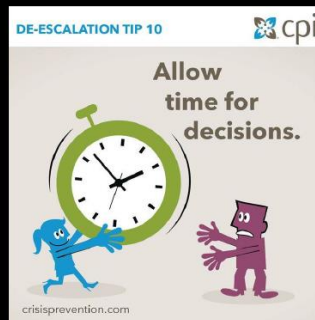 DE-ESCALATION TIP 10
cpi
Allow
time for
decisions.
crisisprevention.com